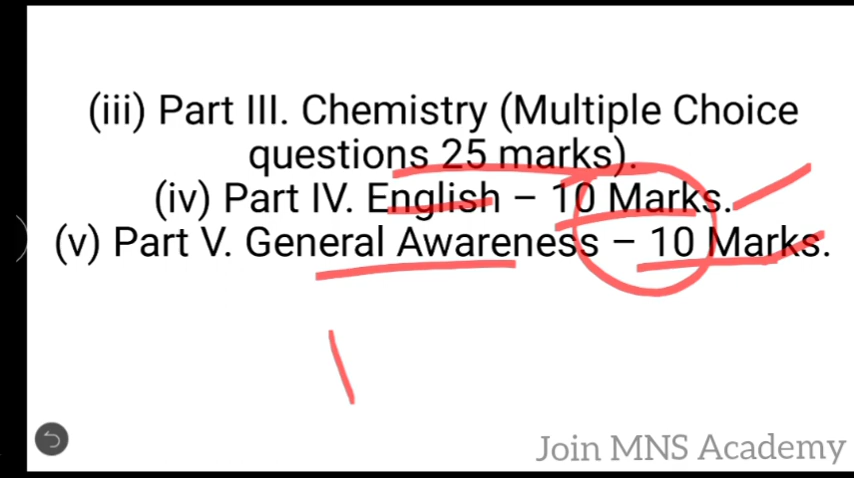 (iii) Part III. Chemistry (Multiple Choice
questions 25 marks).
(iv) Part IV. English – 10 Marks.
(v) Part V. General Awareness – 10 Marks.
Join MNS Academy